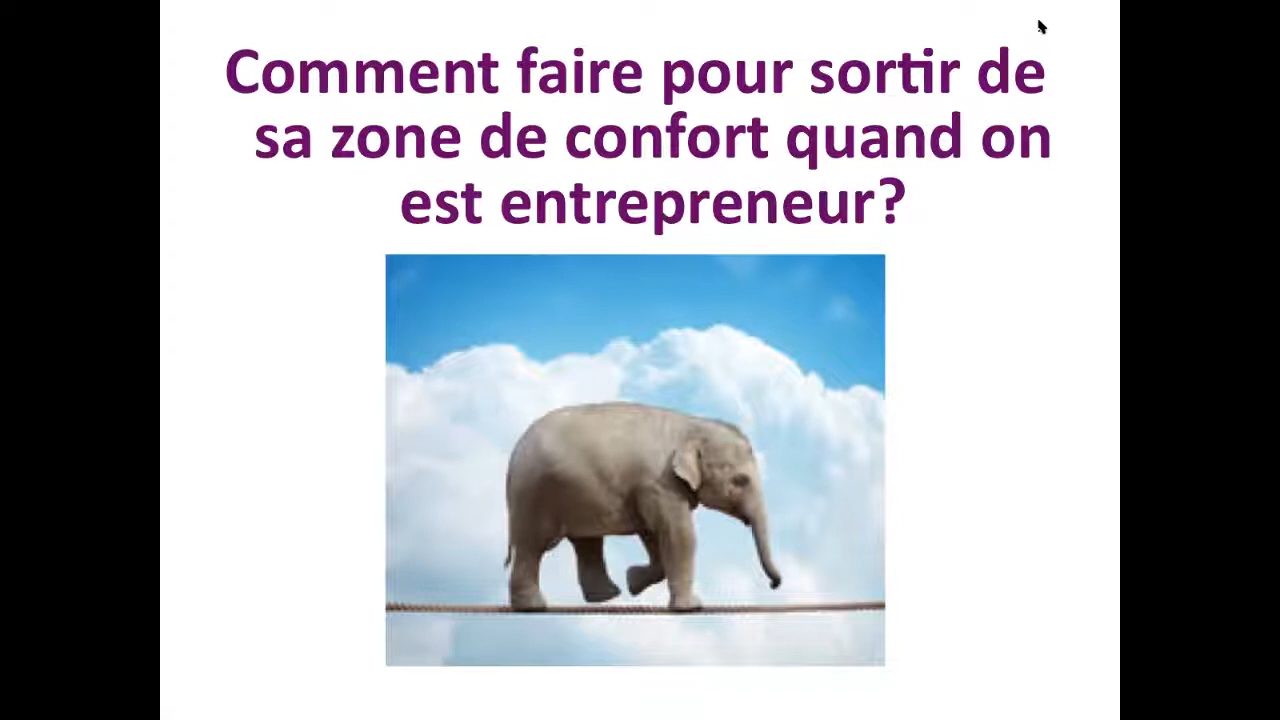 Comment faire pour sortir de
sa zone de confort quand on
est entrepreneur?